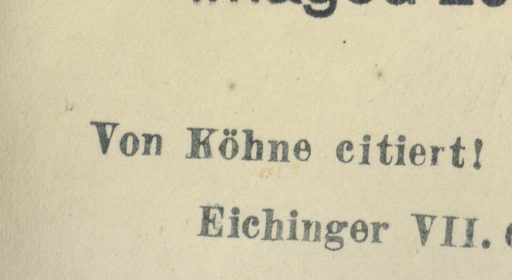 Von Köhne citiert!
Eichinger VII.